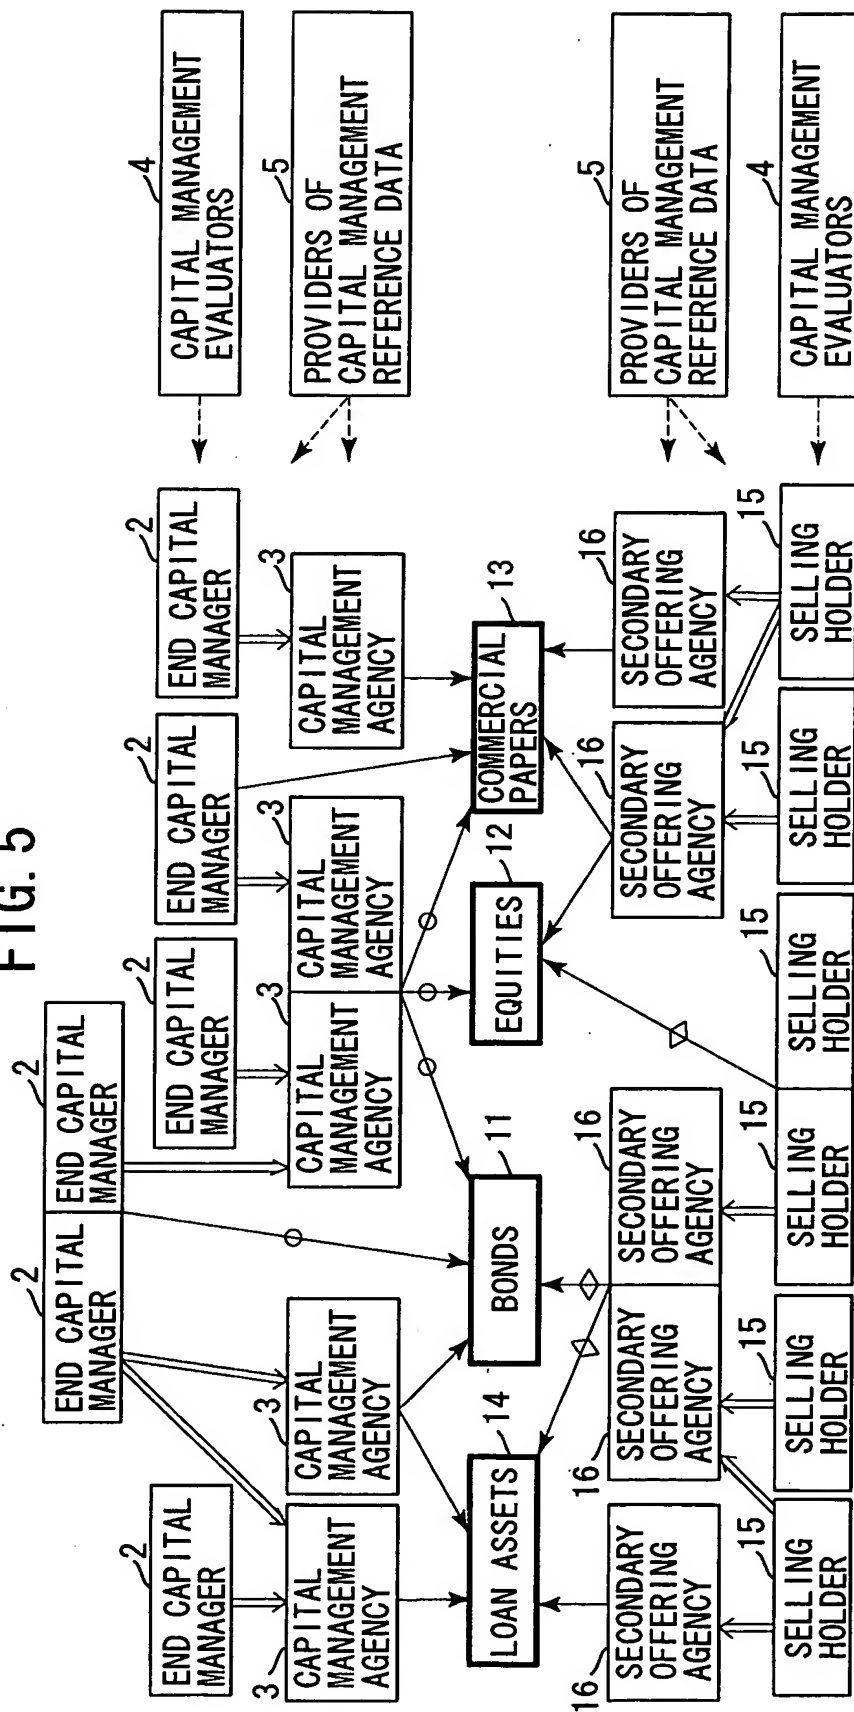 FIG. 5
2
END CAPITAL
MANAGER
2
END CAPITAL
MANAGER
2
END CAPITAL
MANAGER
2
END CAPITAL
MANAGER
2
END CAPITAL
MANAGER
2
END CAPITAL
MANAGER
4
CAPITAL MANAGEMENT
EVALUATORS
3
CAPITAL
MANAGEMENT
AGENCY
3
CAPITAL
MANAGEMENT
AGENCY
3
CAPITAL
MANAGEMENT
AGENCY
3
CAPITAL
MANAGEMENT
AGENCY
3
CAPITAL
MANAGEMENT
AGENCY
5
PROVIDERS OF
CAPITAL MANAGEMENT
REFERENCE DATA
14
LOAN ASSETS
11
BONDS
12
EQUITIES
13
COMMERCIAL
PAPERS
16
SECONDARY
OFFERING
AGENCY
16
SECONDARY
OFFERING
AGENCY
16
SECONDARY
OFFERING
AGENCY
16
SECONDARY
OFFERING
AGENCY
16
SECONDARY
OFFERING
AGENCY
5
PROVIDERS OF
CAPITAL MANAGEMENT
REFERENCE DATA
15
SELLING
HOLDER
15
SELLING
HOLDER
15
SELLING
HOLDER
15
SELLING
HOLDER
15
SELLING
HOLDER
15
SELLING
HOLDER
4
CAPITAL MANAGEMENT
EVALUATORS